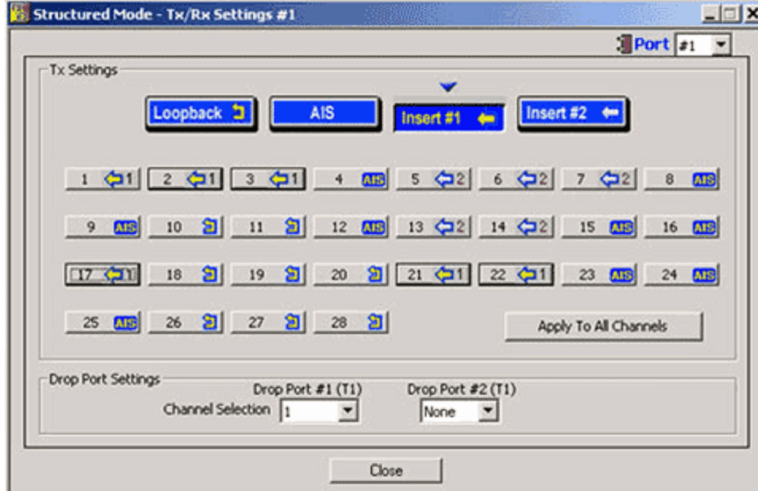 Structured Mode - Tx/Rx Settings #1
Port #1
Tx Settings
Loopback AIS Insert #1 Insert #2
1 1 2 1 3 1 4 AIS 5 2 6 2 7 2 8 AIS
9 AIS 10 11 12 AIS 13 2 14 2 15 AIS 16 AIS
17 1 18 19 20 21 1 22 1 23 AIS 24 AIS
25 AIS 26 27 28 Apply To All Channels
Drop Port Settings
Drop Port #1 (T1) Drop Port #2 (T1)
Channel Selection 1 None
Close